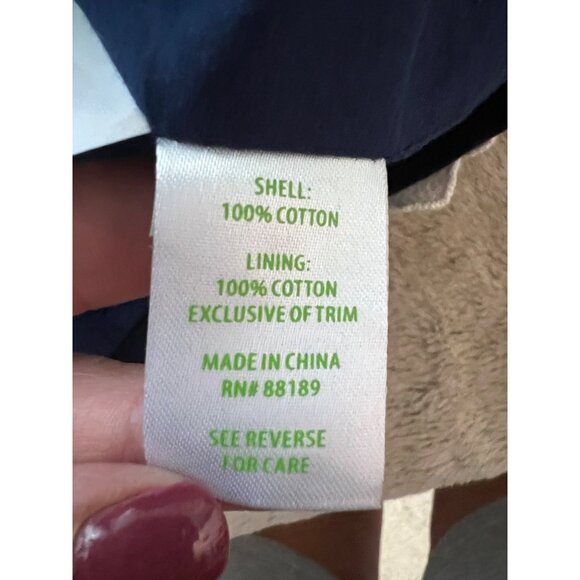 SHELL:
100% COTTON
LINING:
100% COTTON
EXCLUSIVE OF TRIM
MADE IN CHINA
RN# 88189
SEE REVERSE
FOR CARE